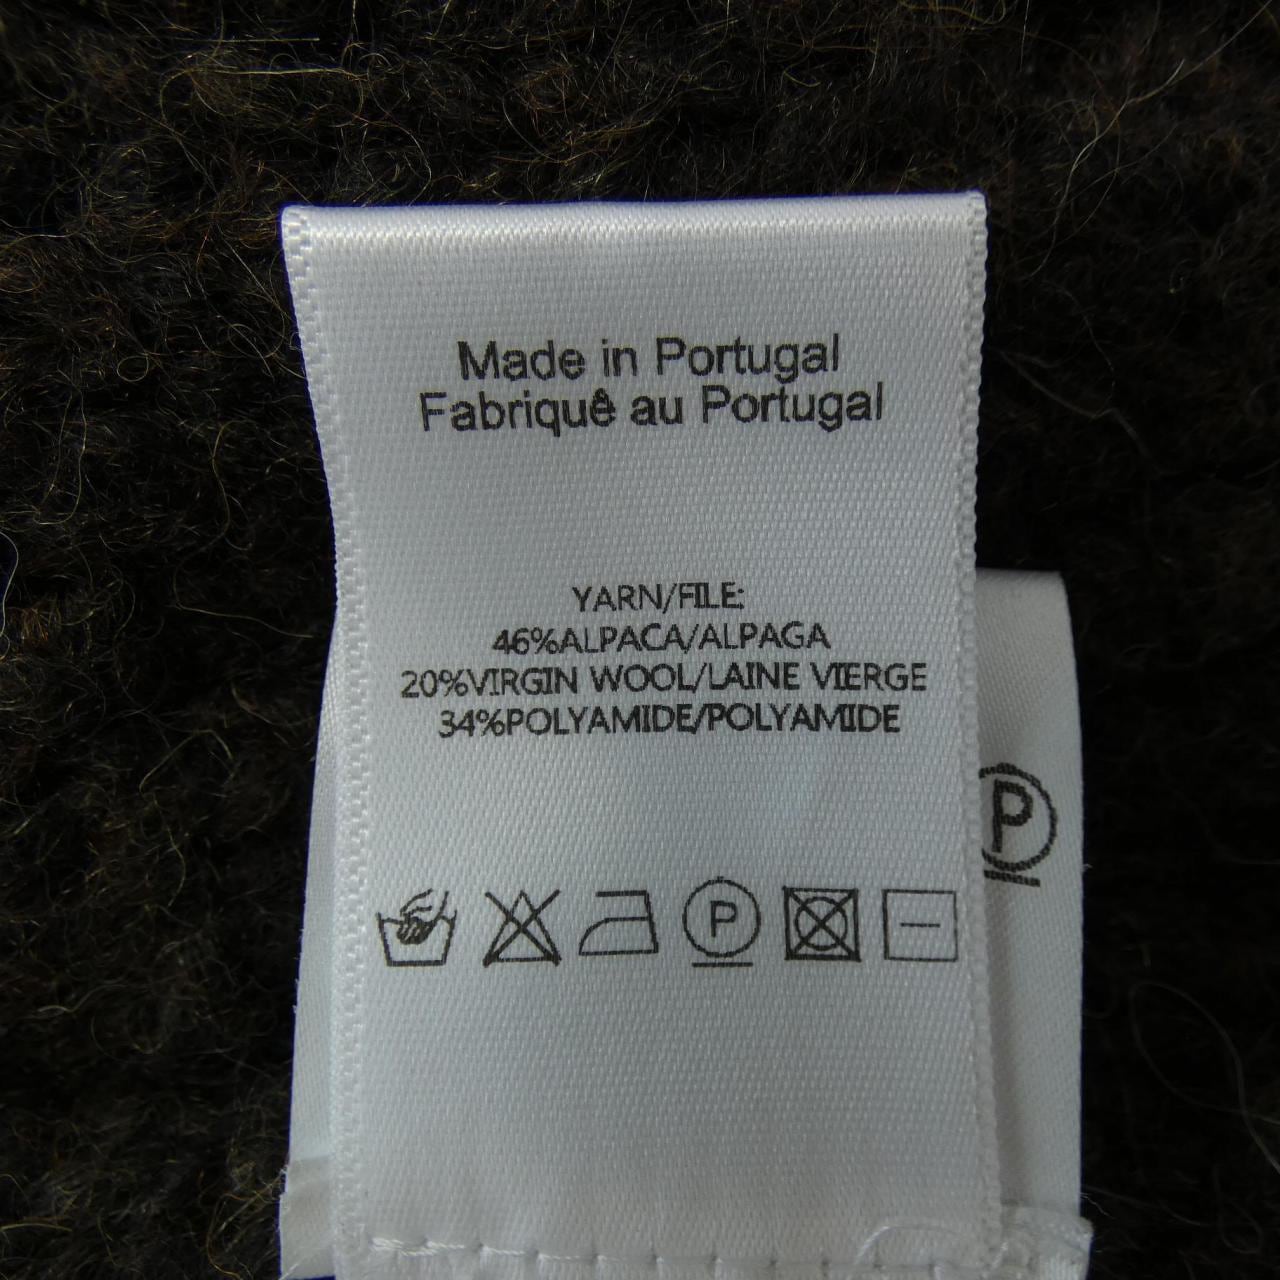 Made in Portugal
Fabriquê au Portugal
YARN/FILE:
46%ALPACA/ALPAGA
20%VIRGIN WOOL/LAINE VIERGE
34%POLYAMIDE/POLYAMIDE
P
P